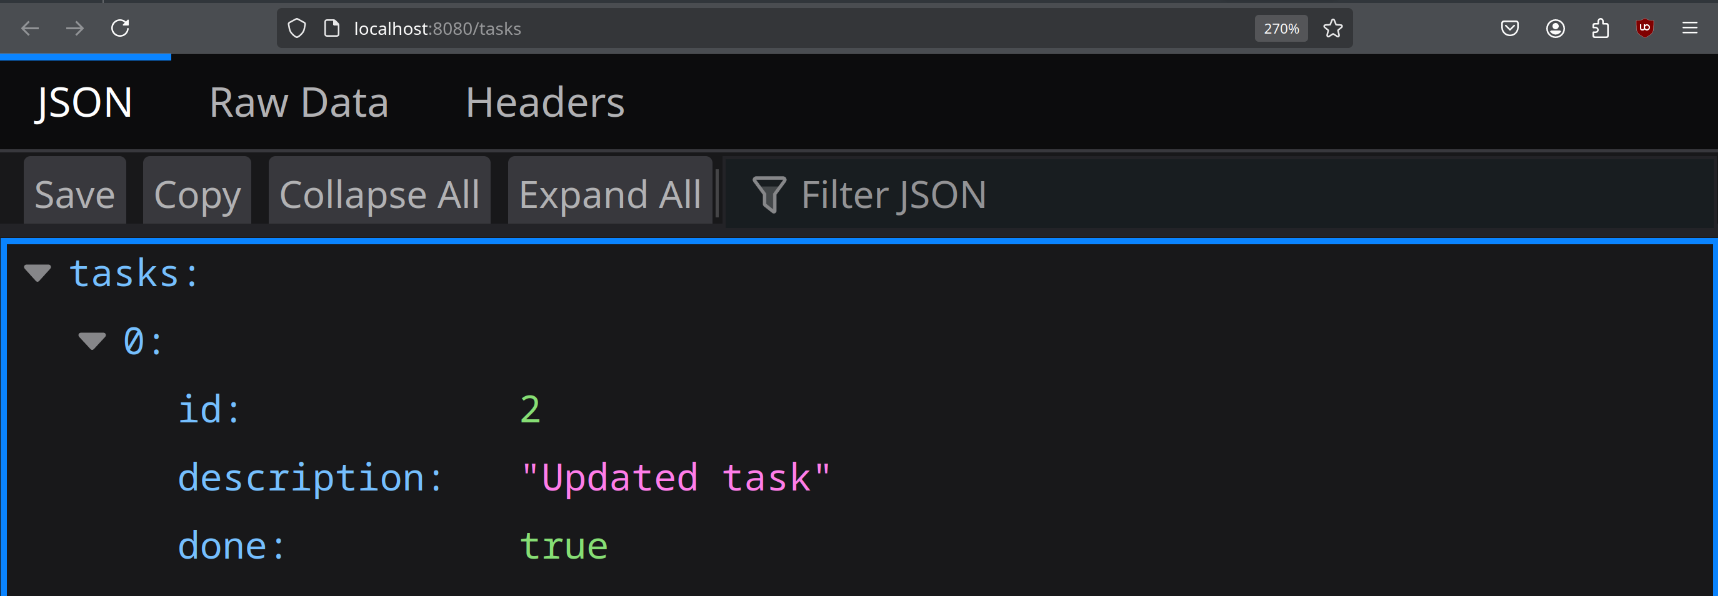 localhost:8080/tasks 270%
JSON Raw Data Headers
Save Copy Collapse All Expand All Filter JSON
tasks:
0:
id: 2
description: "Updated task"
done: true